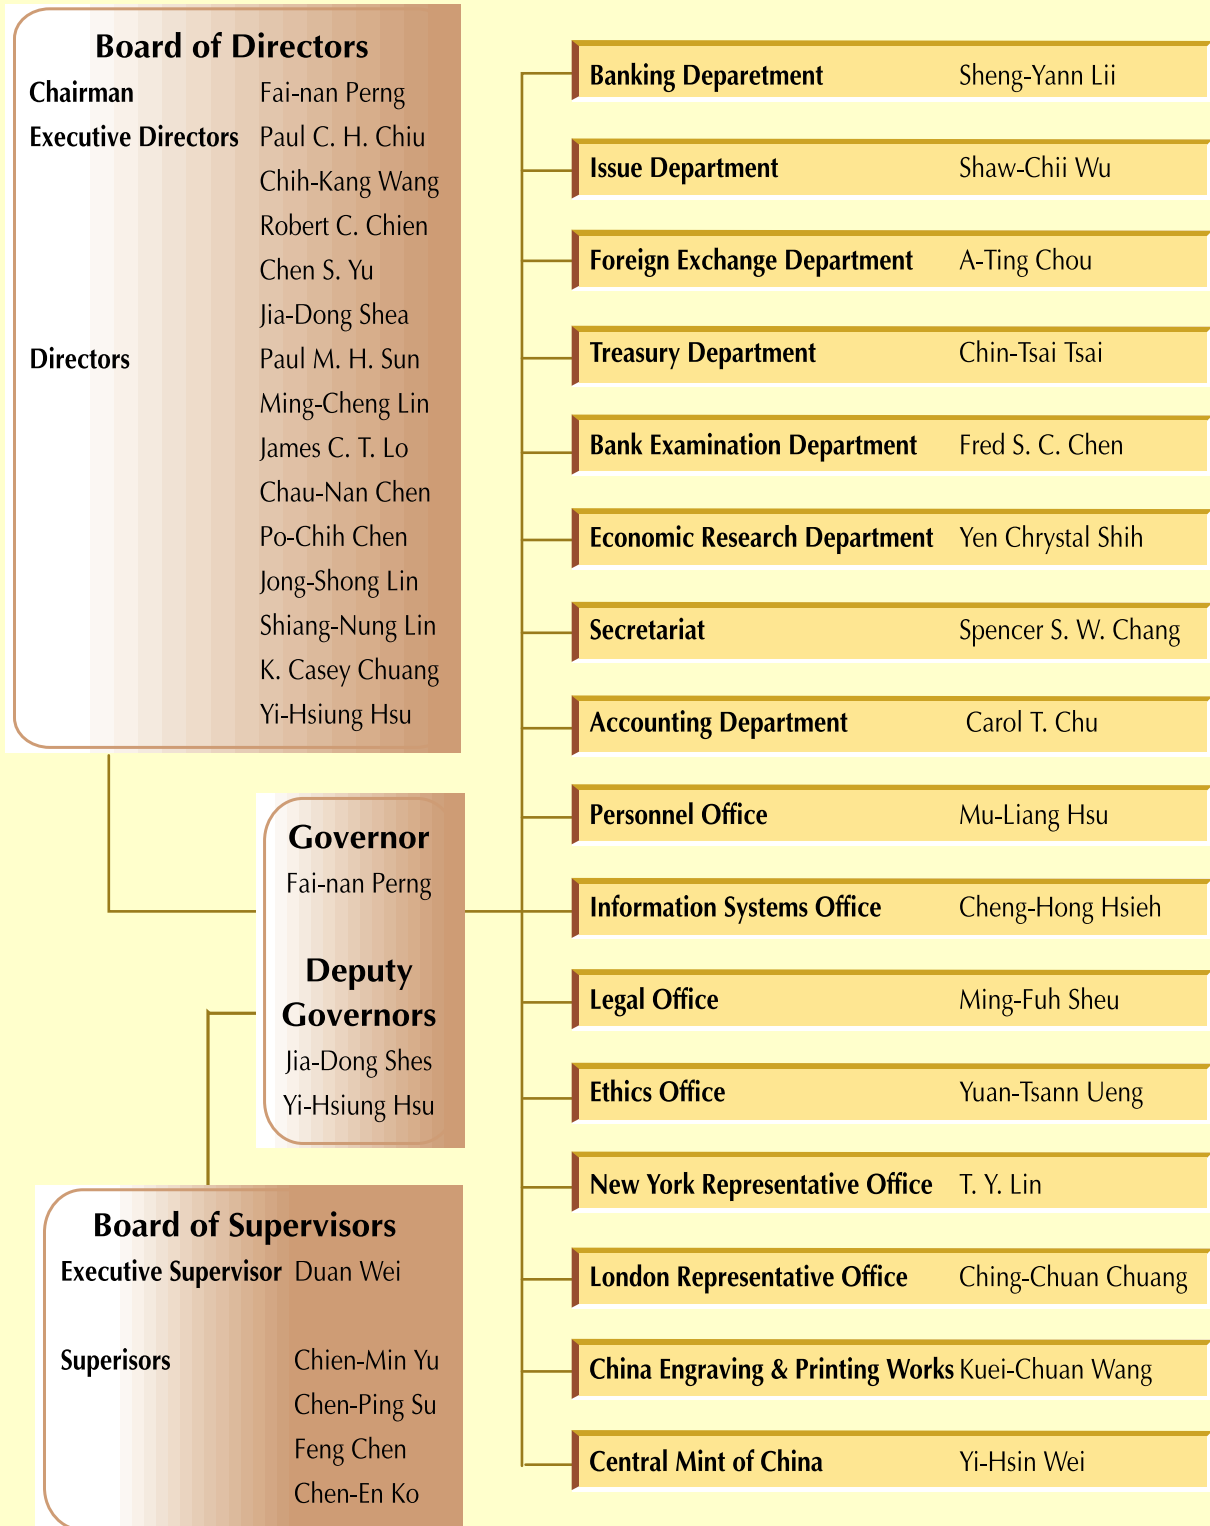 Board of Directors
Chairman Fai-nan Perng
Executive Directors Paul C. H. Chiu
Chih-Kang Wang
Robert C. Chien
Chen S. Yu
Jia-Dong Shea
Directors Paul M. H. Sun
Ming-Cheng Lin
James C. T. Lo
Chau-Nan Chen
Po-Chih Chen
Jong-Shong Lin
Shiang-Nung Lin
K. Casey Chuang
Yi-Hsiung Hsu
Governor
Fai-nan Perng
Deputy
Governors
Jia-Dong Shes
Yi-Hsiung Hsu
Board of Supervisors
Executive Supervisor Duan Wei
Superisors Chien-Min Yu
Chen-Ping Su
Feng Chen
Chen-En Ko
Banking Deparetment Sheng-Yann Lii
Issue Department Shaw-Chii Wu
Foreign Exchange Department A-Ting Chou
Treasury Department Chin-Tsai Tsai
Bank Examination Department Fred S. C. Chen
Economic Research Department Yen Chrystal Shih
Secretariat Spencer S. W. Chang
Accounting Department Carol T. Chu
Personnel Office Mu-Liang Hsu
Information Systems Office Cheng-Hong Hsieh
Legal Office Ming-Fuh Sheu
Ethics Office Yuan-Tsann Ueng
New York Representative Office T. Y. Lin
London Representative Office Ching-Chuan Chuang
China Engraving & Printing Works Kuei-Chuan Wang
Central Mint of China Yi-Hsin Wei